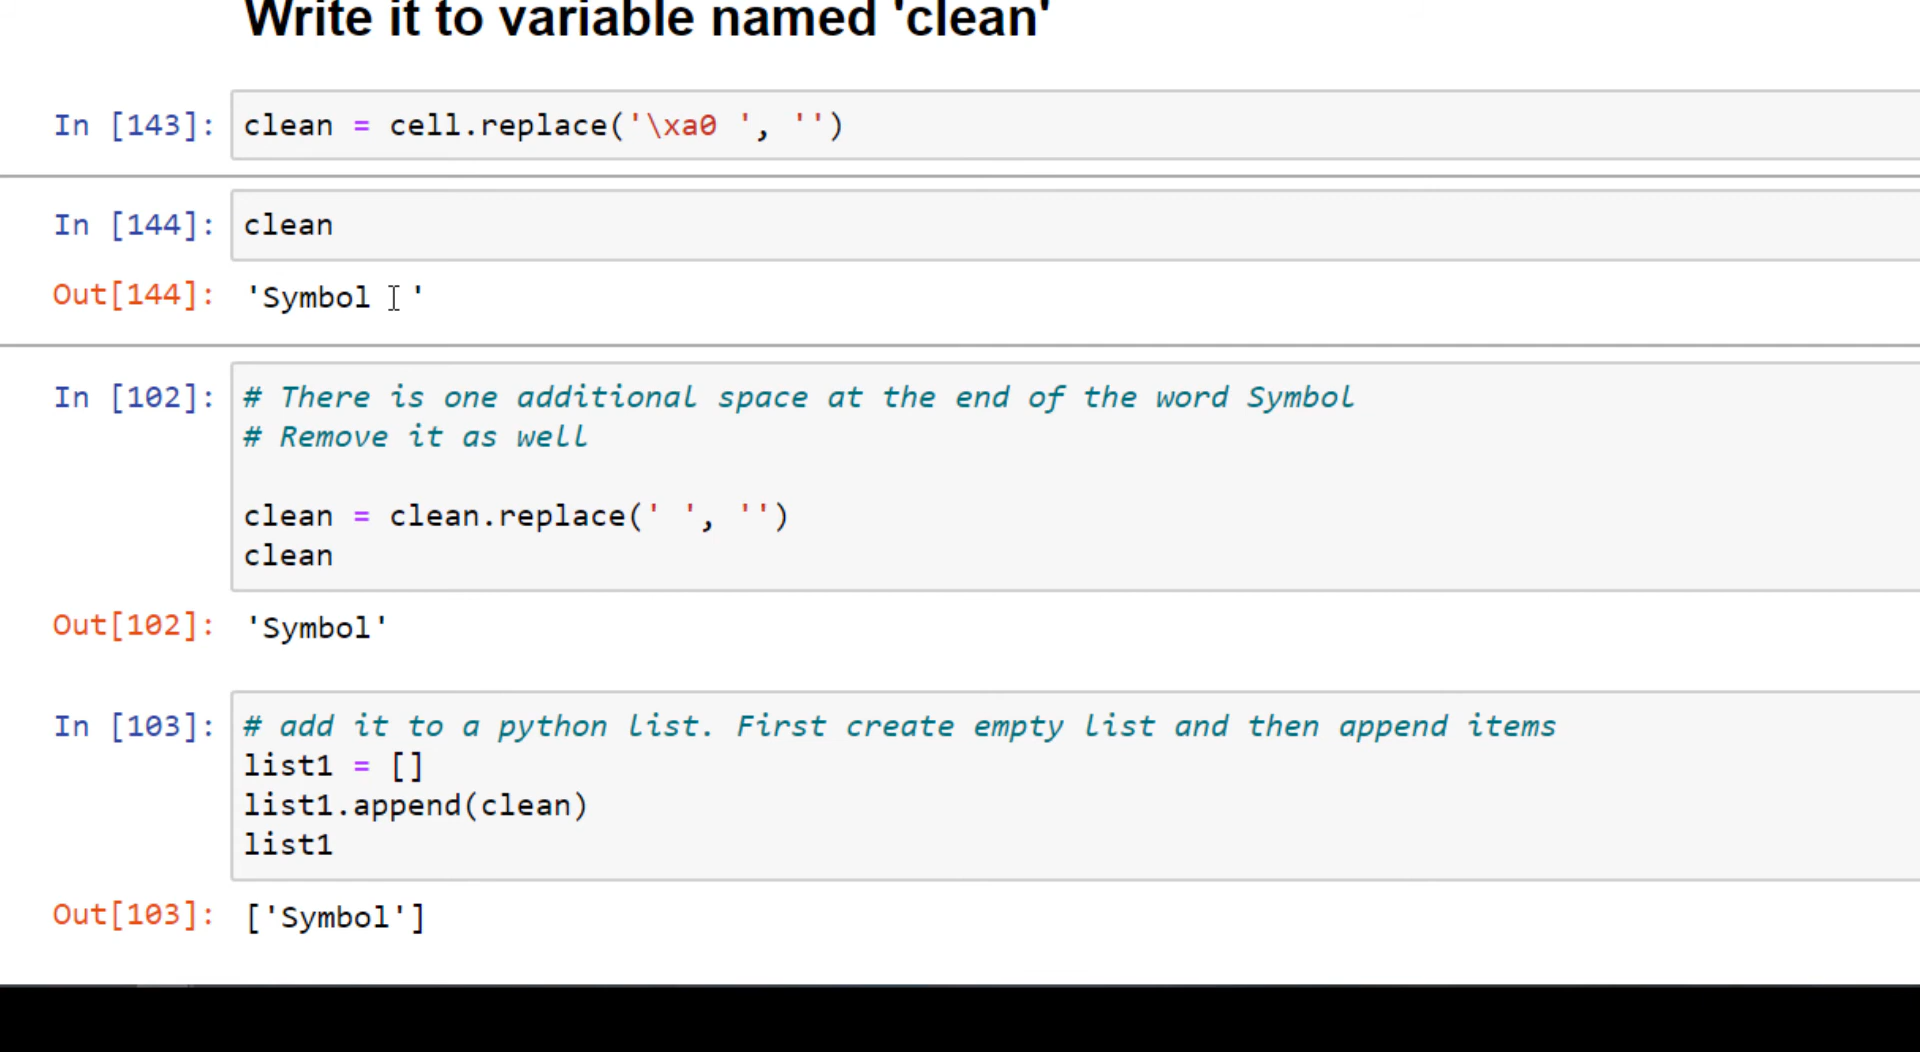 Write it to variable named 'clean'
In [143]: clean = cell.replace('\xa0 ', '')
In [144]: clean
Out[144]: 'Symbol  '
In [102]: # There is one additional space at the end of the word Symbol
# Remove it as well
clean = clean.replace(' ', '')
clean
Out[102]: 'Symbol'
In [103]: # add it to a python list. First create empty list and then append items
list1 = []
list1.append(clean)
list1
Out[103]: ['Symbol']